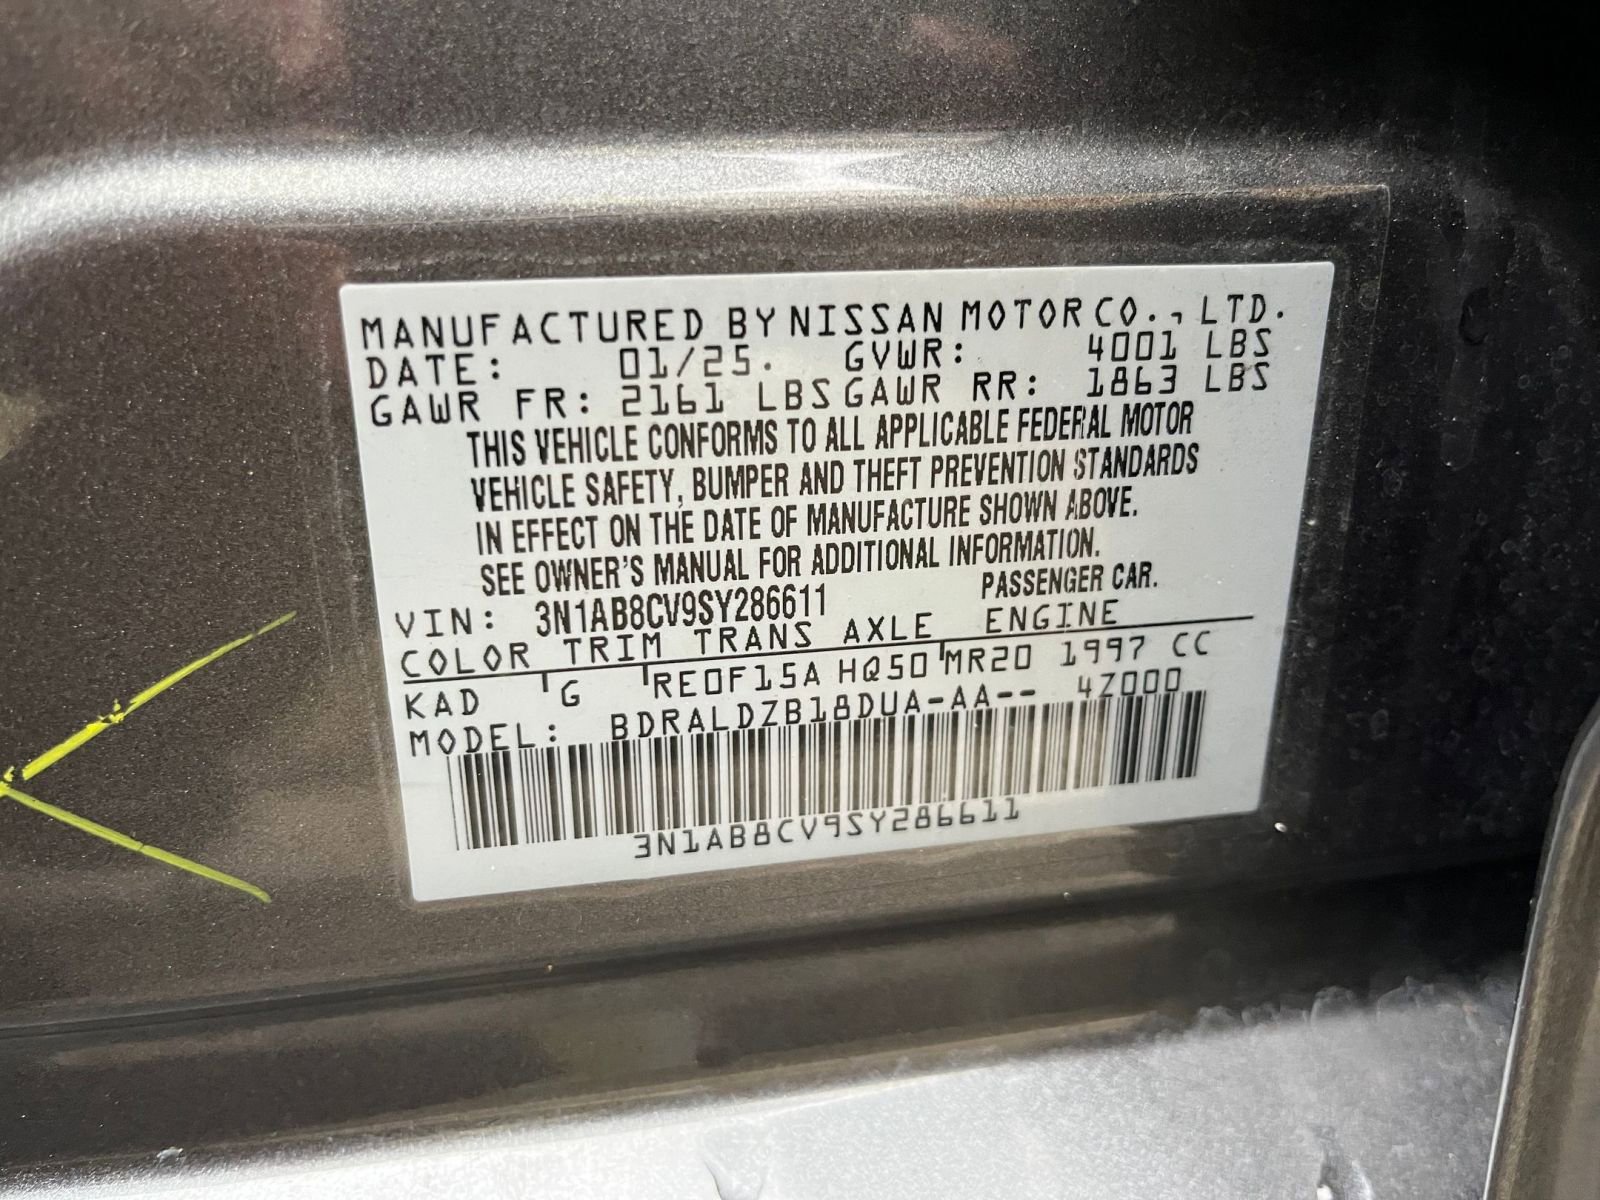 MANUFACTURED BY NISSAN MOTOR CO., LTD.
DATE: 01/25. GVWR: 4001 LBS
GAWR FR: 2161 LBS GAWR RR: 1863 LBS
THIS VEHICLE CONFORMS TO ALL APPLICABLE FEDERAL MOTOR
VEHICLE SAFETY, BUMPER AND THEFT PREVENTION STANDARDS
IN EFFECT ON THE DATE OF MANUFACTURE SHOWN ABOVE.
SEE OWNER'S MANUAL FOR ADDITIONAL INFORMATION.
VIN: 3N1AB8CV9SY286611 PASSENGER CAR.
COLOR TRIM TRANS AXLE ENGINE
KAD G RE0F15A HQ50 MR20 1997 CC
MODEL: BDRALDZB18DUA-AA-- 4Z000
3N1AB8CV9SY286611